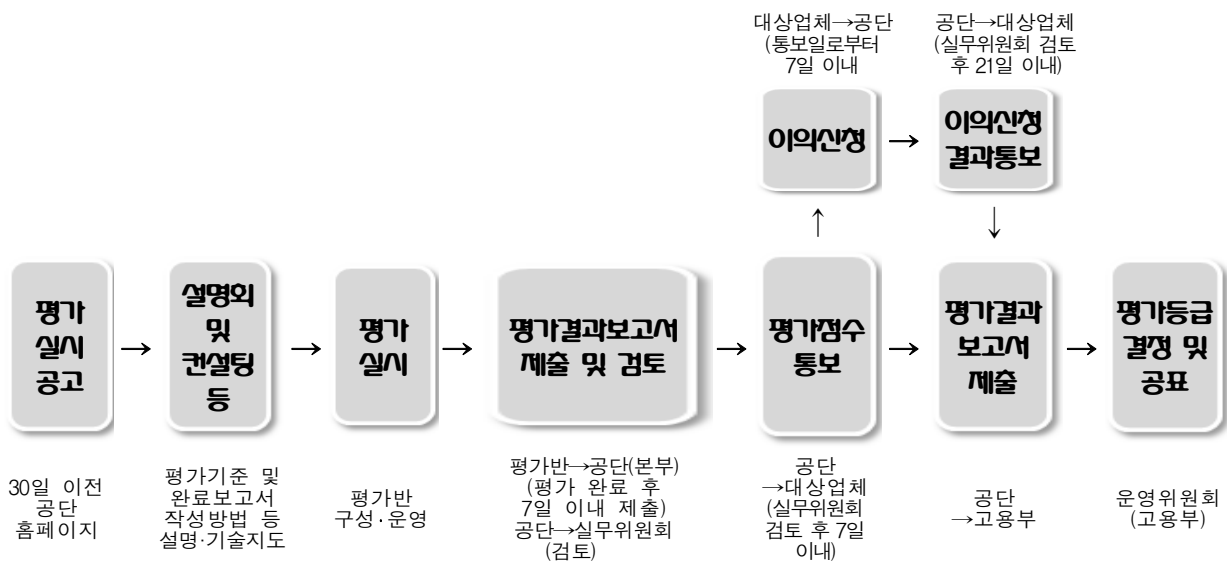 대상업체→공단
(통보일로부터
7일 이내
공단→대상업체
(실무위원회 검토
후 21일 이내)
이의신청
→
이의신청
결과통보
↑
↓
평가
실시
공고
→
설명회
및
컨설팅
등
→
평가
실시
→
평가결과보고서
제출 및 검토
→
평가점수
통보
→
평가결과
보고서
제출
→
평가등급
결정 및
공표
30일 이전
공단
홈페이지
평가기준 및
완료보고서
작성방법 등
설명·기술지도
평가반
구성·운영
평가반→공단(본부)
(평가 완료 후
7일 이내 제출)
공단→실무위원회
(검토)
공단
→대상업체
(실무위원회
검토 후 7일
이내)
공단
→고용부
운영위원회
(고용부)